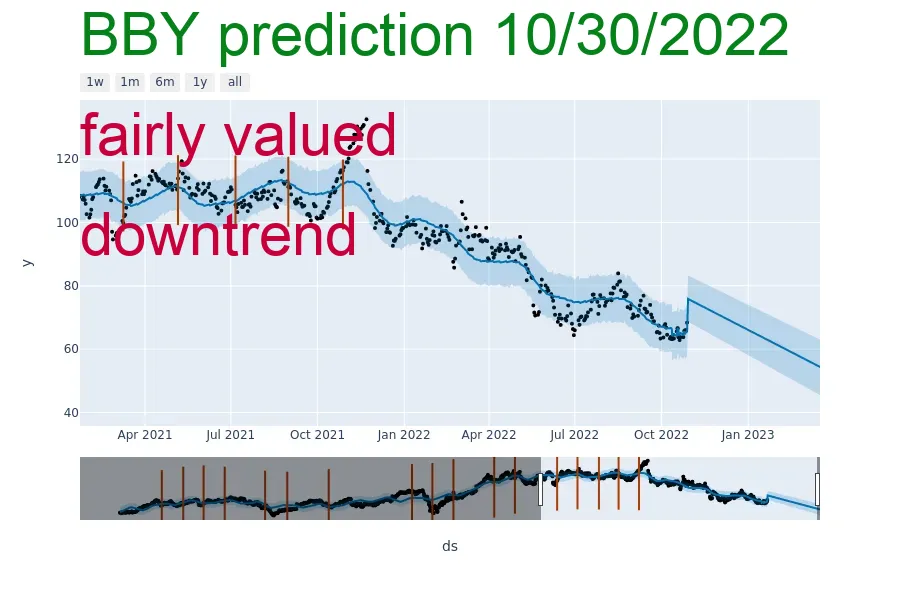 BBY prediction 10/30/2022
1w 1m 6m 1y all
fairly valued
120
100
downtrend
y
80
60
40
Apr 2021 Jul 2021 Oct 2021 Jan 2022 Apr 2022 Jul 2022 Oct 2022 Jan 2023
ds